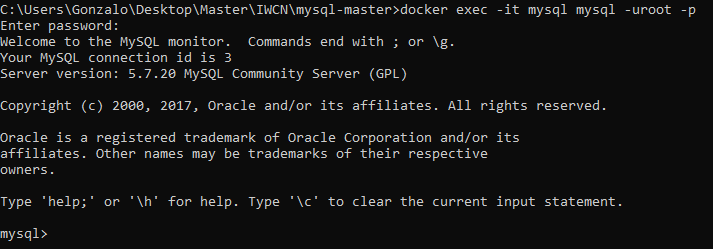 C:\Users\Gonzalo\Desktop\Master\IWCN\mysql-master>docker exec -it mysql mysql -uroot -p
Enter password:
Welcome to the MySQL monitor.  Commands end with ; or \g.
Your MySQL connection id is 3
Server version: 5.7.20 MySQL Community Server (GPL)
Copyright (c) 2000, 2017, Oracle and/or its affiliates. All rights reserved.
Oracle is a registered trademark of Oracle Corporation and/or its
affiliates. Other names may be trademarks of their respective
owners.
Type 'help;' or '\h' for help. Type '\c' to clear the current input statement.
mysql>